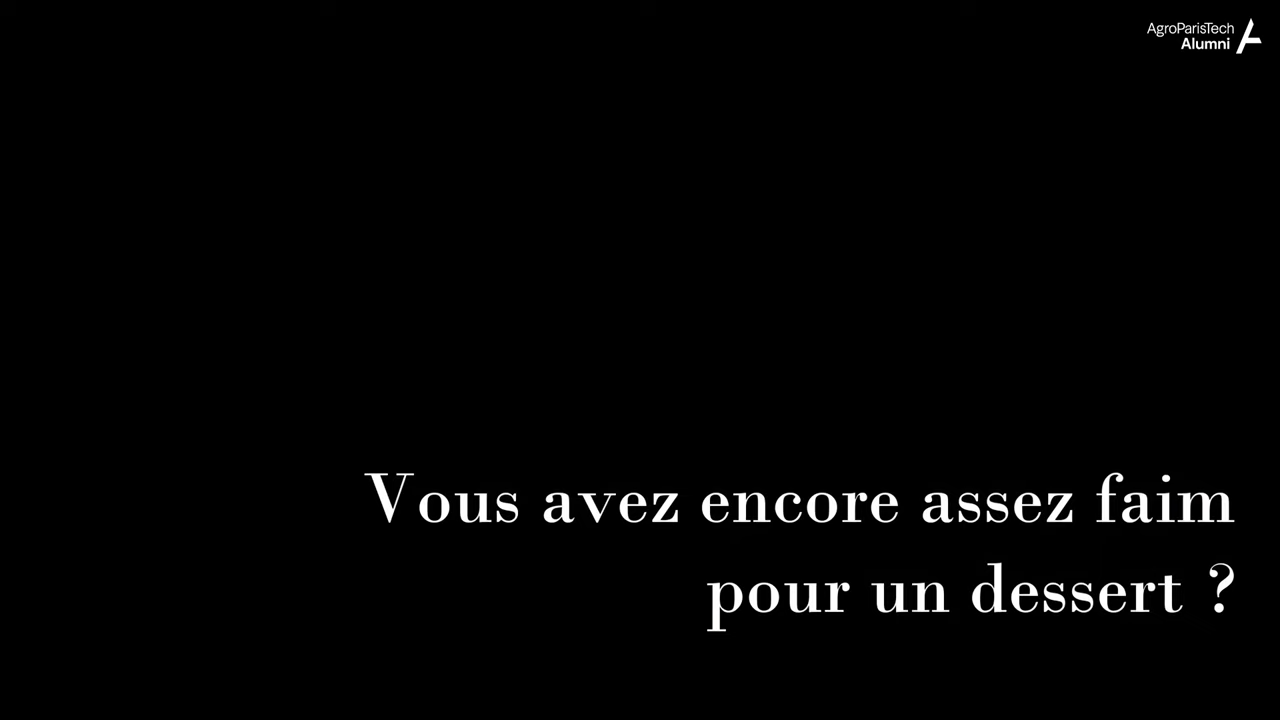 AgroParisTech
Alumni
Vous avez encore assez faim
pour un dessert ?